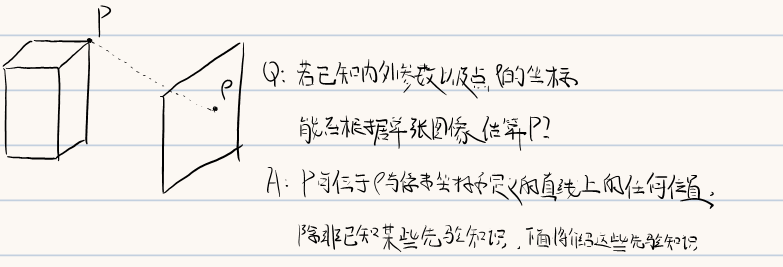 P
p
Q: 若已知内外参数以及点p的坐标,
能否根据单张图像估算P?
A: P可位于p与像素坐标定义的直线上的任何位置,
除非已知某些先验知识, 下面将介绍这些先验知识